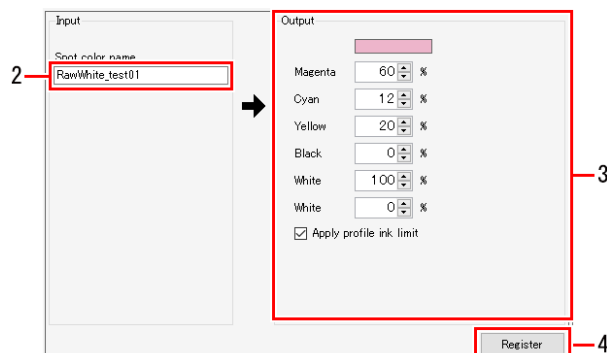 Input
Spot color name
2
RawWhite_test01
Output
Magenta 60 %
Cyan 12 %
Yellow 20 %
Black 0 %
White 100 %
White 0 %
Apply profile ink limit
3
Register
4